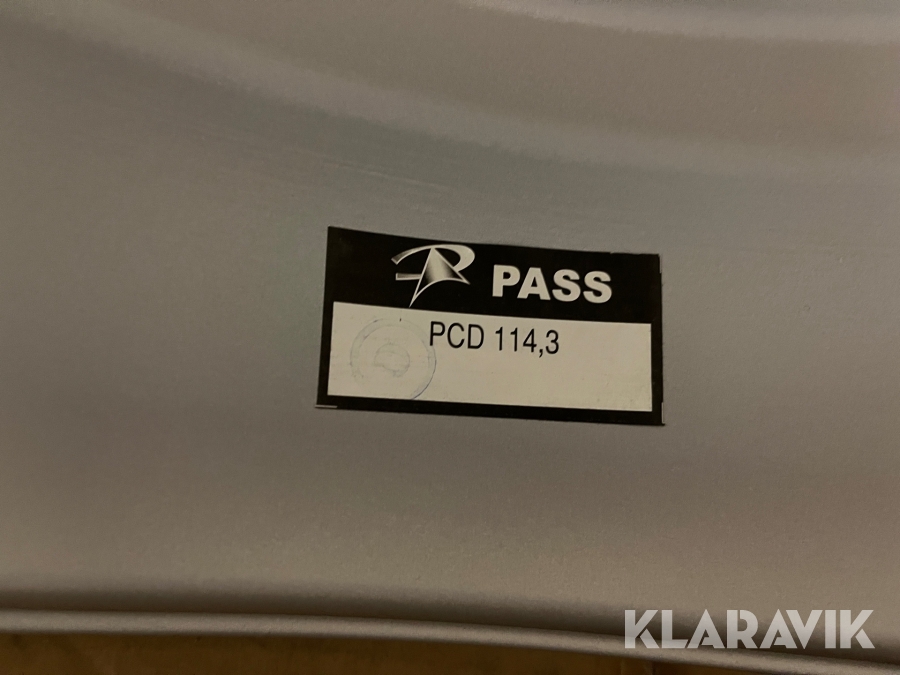 PASS
PCD 114,3
KLARAVIK